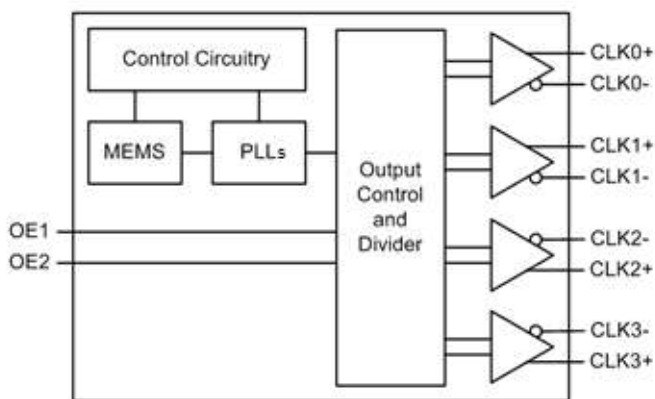 Control Circuitry
MEMS
PLLs
Output
Control
and
Divider
OE1
OE2
CLK0+
CLK0-
CLK1+
CLK1-
CLK2-
CLK2+
CLK3-
CLK3+